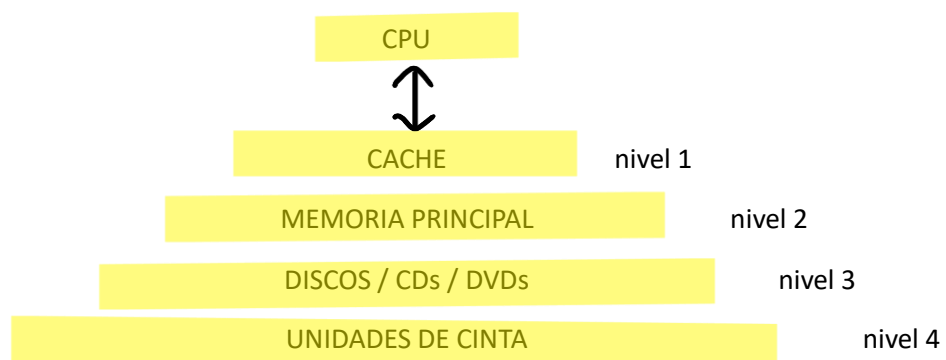 CPU
CACHE nivel 1
MEMORIA PRINCIPAL nivel 2
DISCOS / CDs / DVDs nivel 3
UNIDADES DE CINTA nivel 4